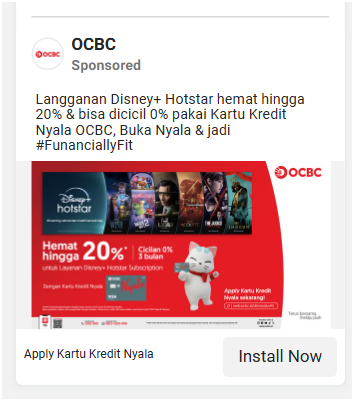 OCBC
OCBC
Sponsored
Langganan Disney+ Hotstar hemat hingga
20% & bisa dicicil 0% pakai Kartu Kredit
Nyala OCBC, Buka Nyala & jadi
#FunanciallyFit
OCBC
Disney+
hotstar
Hemat
hingga 20%*
Cicilan 0%
3 bulan
untuk Layanan Disney+ Hotstar Subscription
Dengan Kartu Kredit Nyala
Apply Kartu Kredit
Nyala sekarang!
Apply Kartu Kredit Nyala
Install Now